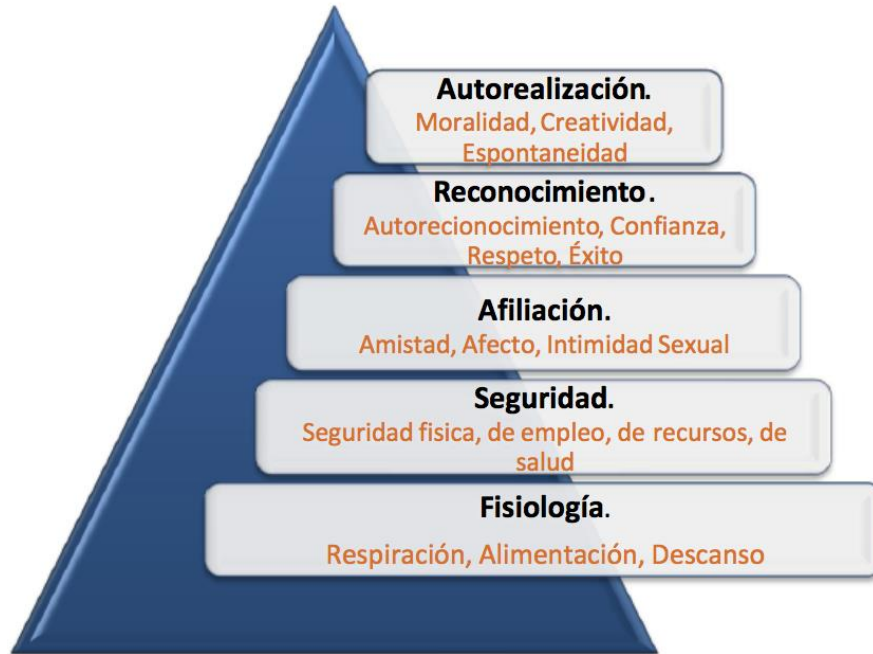 Autorealización.
Moralidad, Creatividad,
Espontaneidad
Reconocimiento.
Autorecionocimiento, Confianza,
Respeto, Éxito
Afiliación.
Amistad, Afecto, Intimidad Sexual
Seguridad.
Seguridad fisica, de empleo, de recursos, de
salud
Fisiología.
Respiración, Alimentación, Descanso